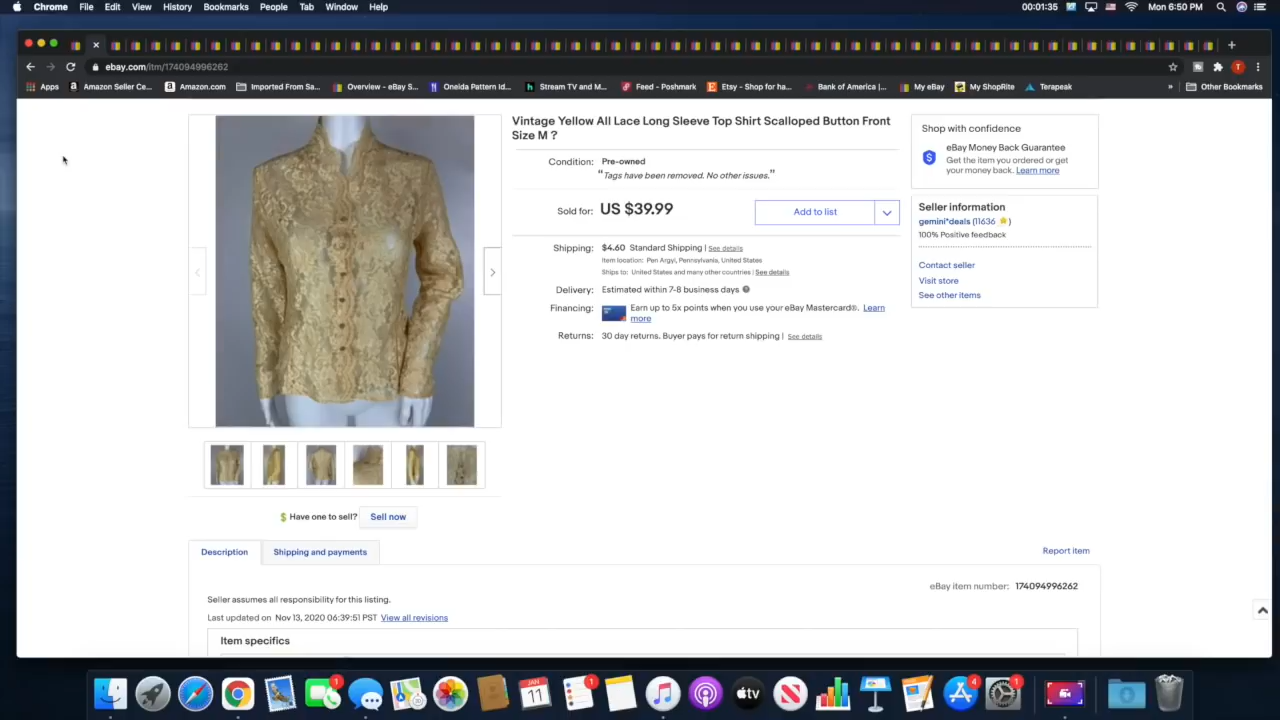 Chrome File Edit View History Bookmarks People Tab Window Help 00:01:35 Mon 6:50 PM
ebay.com/itm/174094996262 T
Apps Amazon Seller Ce... Amazon.com Imported From Sa... Overview - eBay S... Oneida Pattern Id... Stream TV and M... Feed - Poshmark Etsy - Shop for ha... Bank of America |... My eBay My ShopRite Terapeak » Other Bookmarks
Vintage Yellow All Lace Long Sleeve Top Shirt Scalloped Button Front
Size M ?
Condition: Pre-owned
"Tags have been removed. No other issues."
Sold for: US $39.99
Add to list
Shipping: $4.60 Standard Shipping | See details
Item location: Pen Argyl, Pennsylvania, United States
Ships to: United States and many other countries | See details
Delivery: Estimated within 7-8 business days
Financing: Earn up to 5x points when you use your eBay Mastercard®. Learn
more
Returns: 30 day returns. Buyer pays for return shipping | See details
Shop with confidence
eBay Money Back Guarantee
Get the item you ordered or get
your money back. Learn more
Seller information
gemini*deals (11636)
100% Positive feedback
Contact seller
Visit store
See other items
Have one to sell? Sell now
Description Shipping and payments
Report item
eBay item number: 174094996262
Seller assumes all responsibility for this listing.
Last updated on Nov 13, 2020 06:39:51 PST View all revisions
Item specifics
1
JAN
11
1
tv
4
1